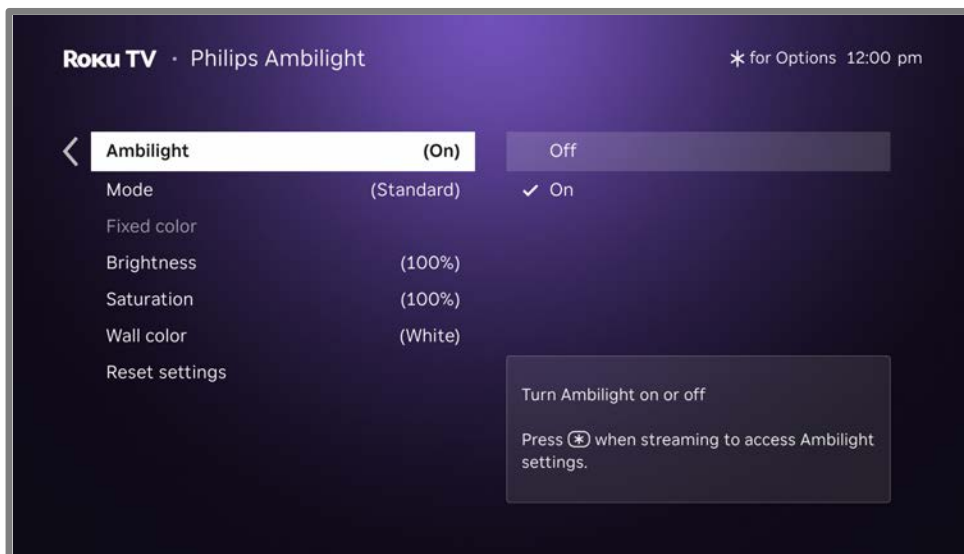 Roku TV · Philips Ambilight
* for Options 12:00 pm
Ambilight (On)
Mode (Standard)
Fixed color
Brightness (100%)
Saturation (100%)
Wall color (White)
Reset settings
Off
✓ On
Turn Ambilight on or off
Press * when streaming to access Ambilight
settings.